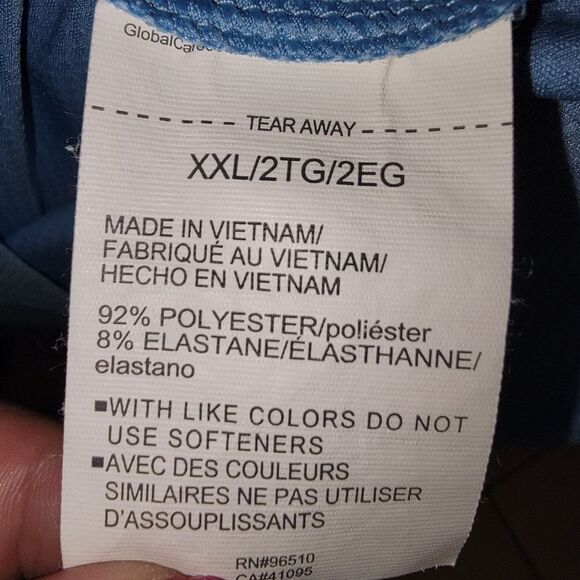 TEAR AWAY
XXL/2TG/2EG
MADE IN VIETNAM/
FABRIQUÉ AU VIETNAM/
HECHO EN VIETNAM
92% POLYESTER/poliéster
8% ELASTANE/ÉLASTHANNE/
elastano
■WITH LIKE COLORS DO NOT
USE SOFTENERS
■AVEC DES COULEURS
SIMILAIRES NE PAS UTILISER
D'ASSOUPLISSANTS
RN#96510
CA#41095